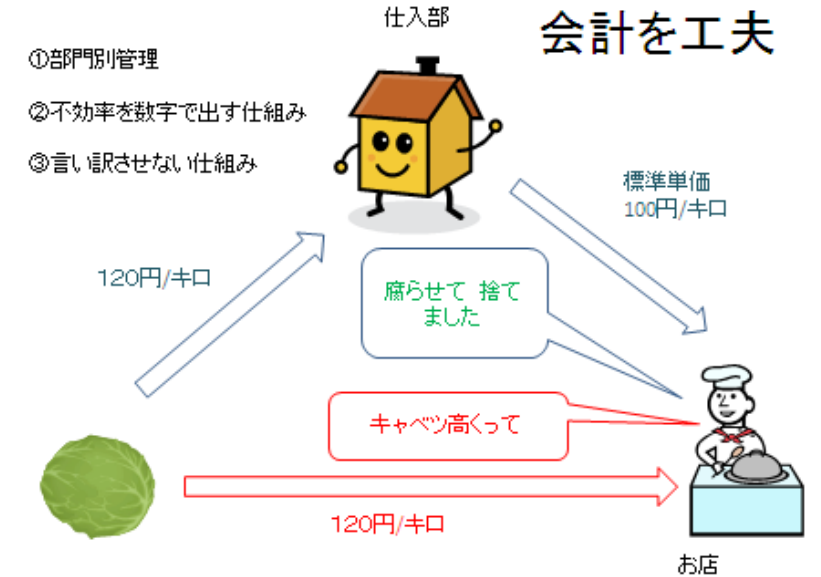 仕入部
会計を工夫
①部門別管理
②不効率を数字で出す仕組み
③言い訳させない仕組み
標準単価
100円/キロ
120円/キロ
腐らせて 捨て
ました
キャベツ高くって
120円/キロ
お店